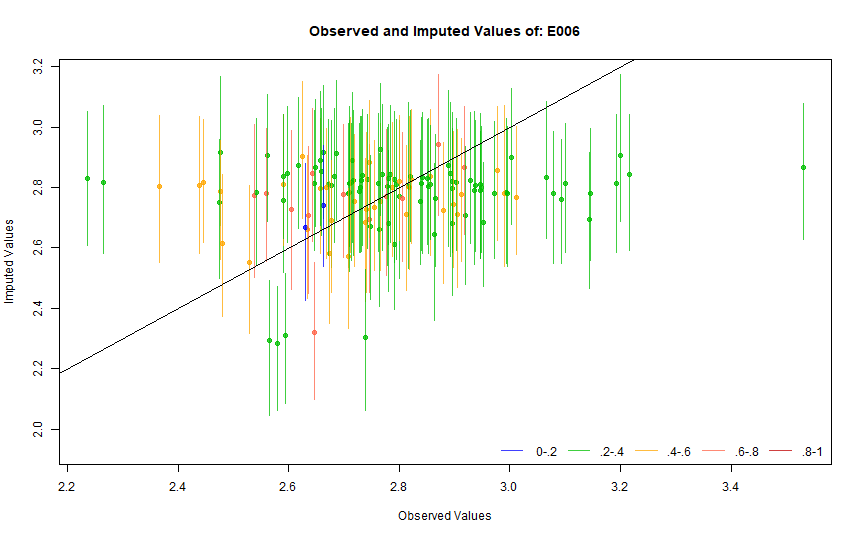 Observed and Imputed Values of: E006
Imputed Values
3.2
3.0
2.8
2.6
2.4
2.2
2.0
0-.2 .2-.4 .4-.6 .6-.8 .8-1
2.2 2.4 2.6 2.8 3.0 3.2 3.4
Observed Values